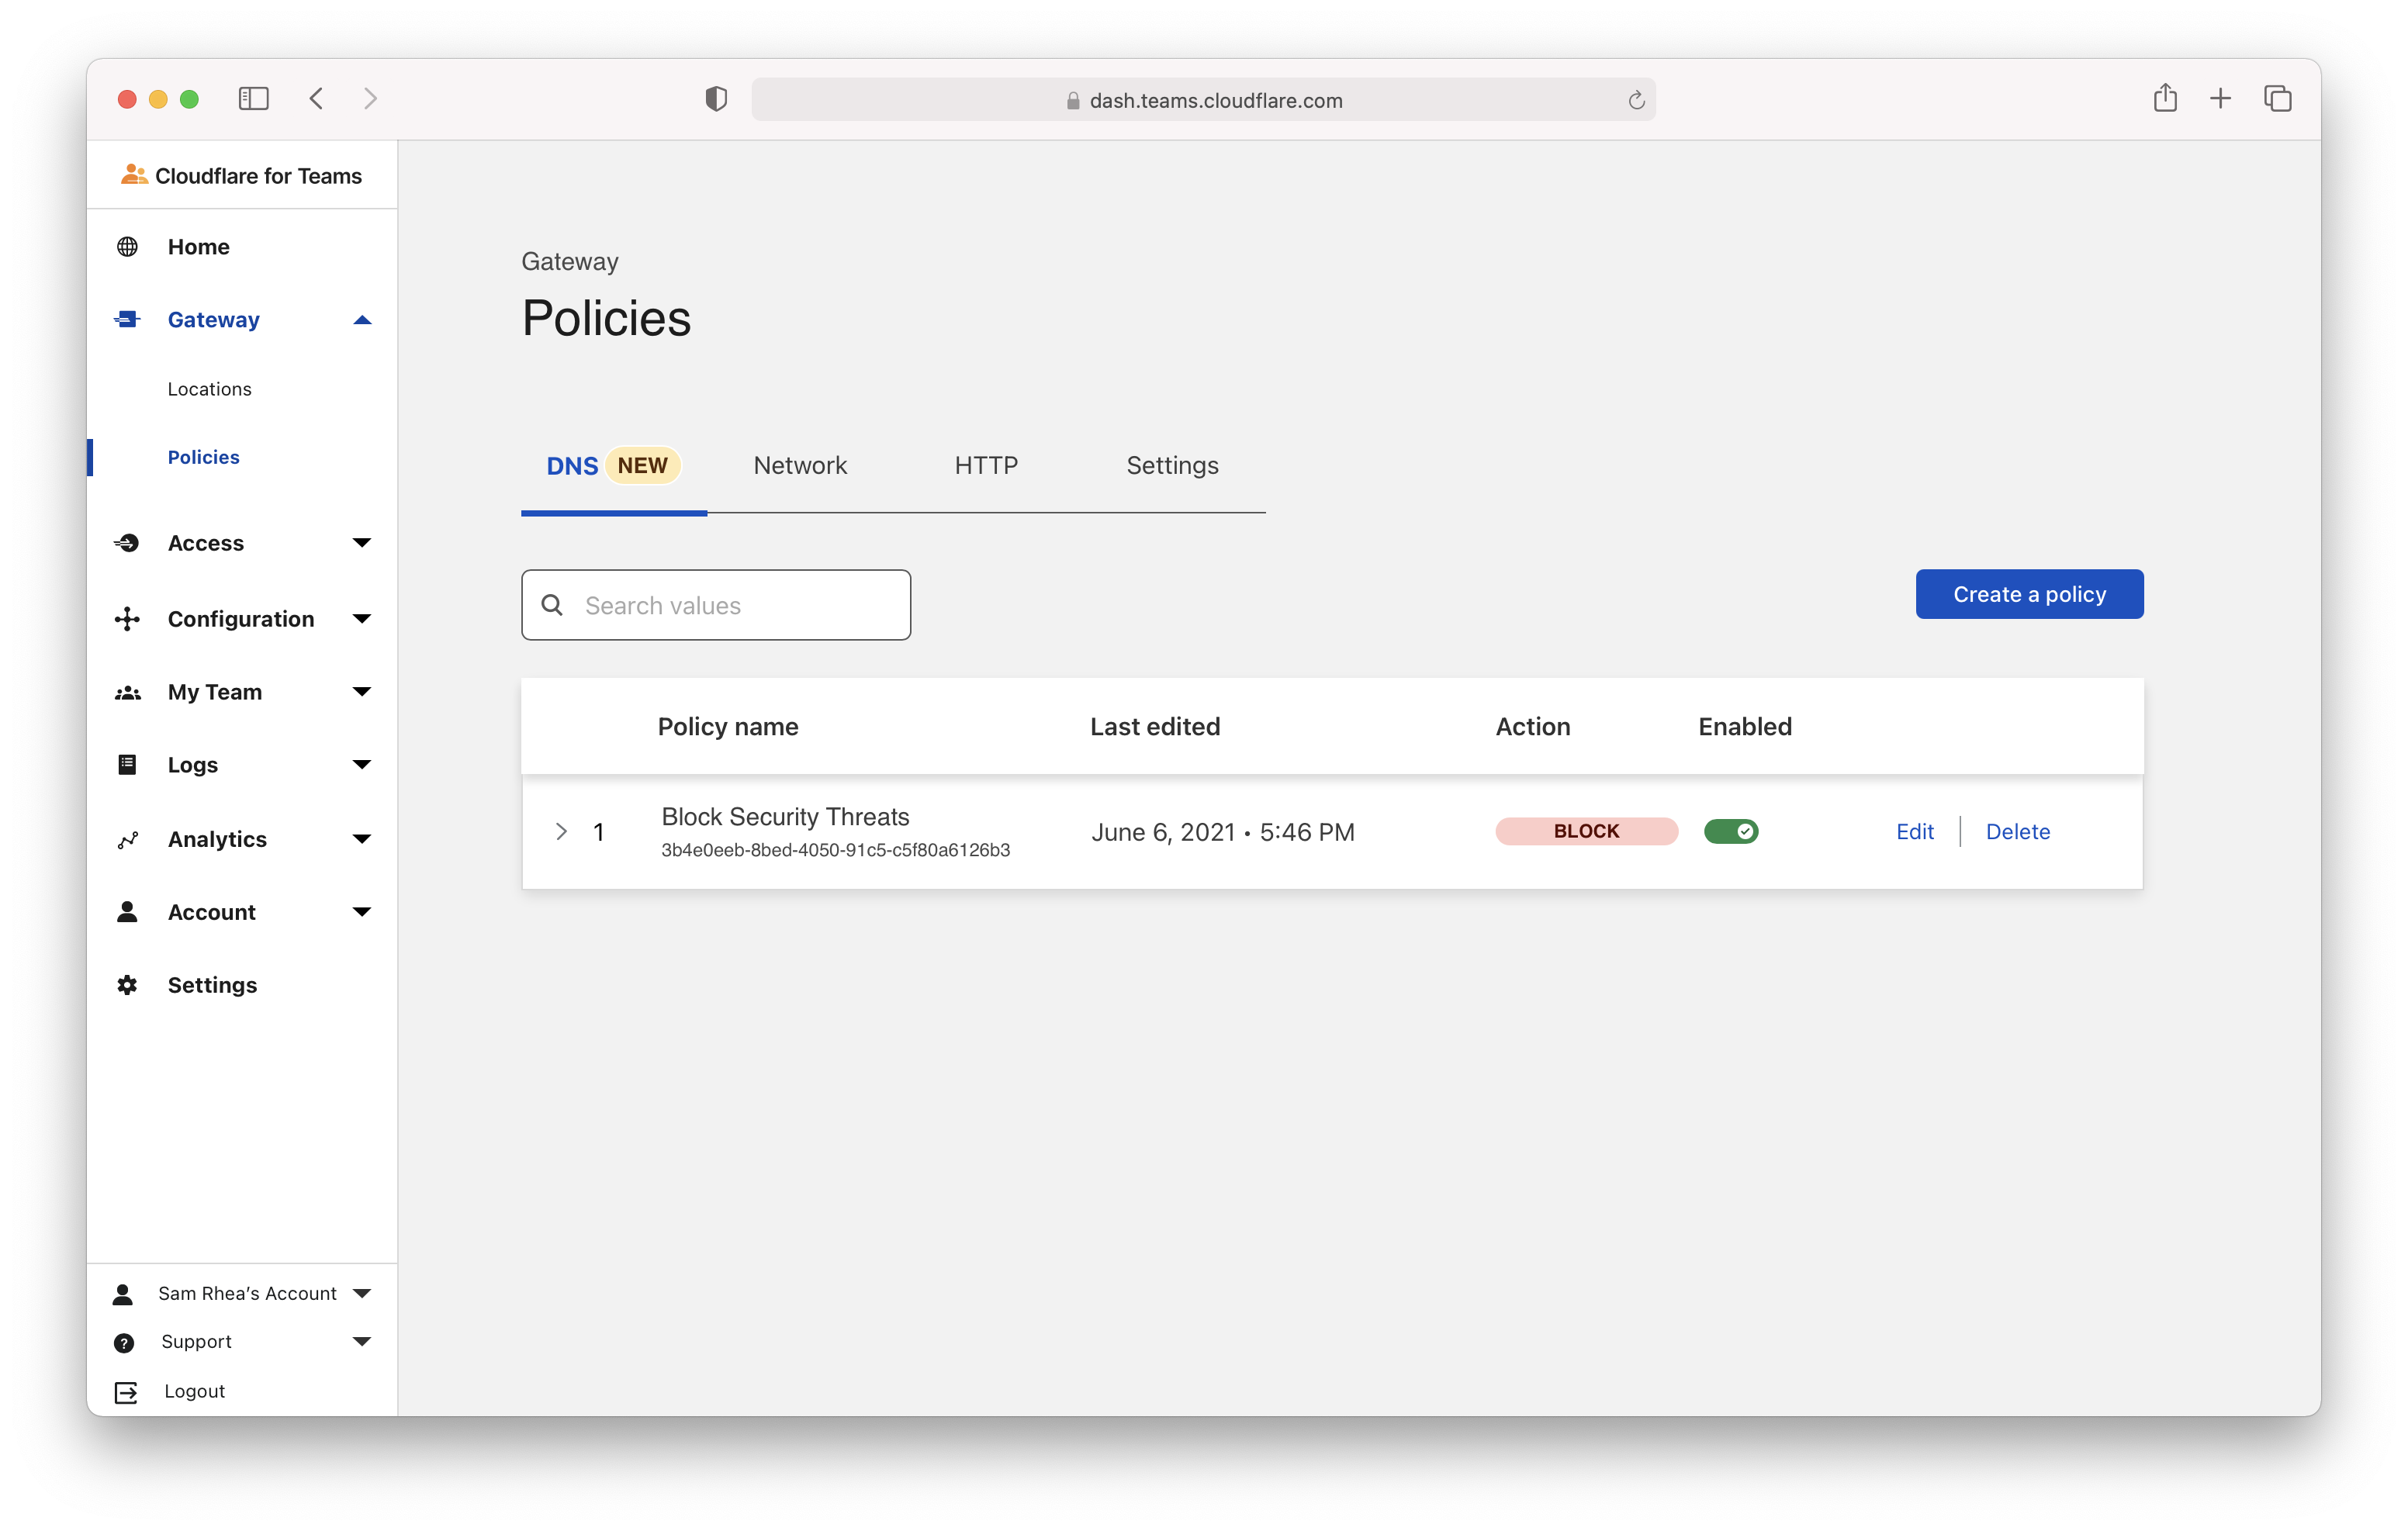 dash.teams.cloudflare.com
Cloudflare for Teams
Home
Gateway
Locations
Policies
Access
Configuration
My Team
Logs
Analytics
Account
Settings
Sam Rhea’s Account
Support
Logout
Gateway
Policies
DNS NEW Network HTTP Settings
Search values
Create a policy
Policy name Last edited Action Enabled
1 Block Security Threats June 6, 2021 • 5:46 PM BLOCK Edit Delete
3b4e0eeb-8bed-4050-91c5-c5f80a6126b3